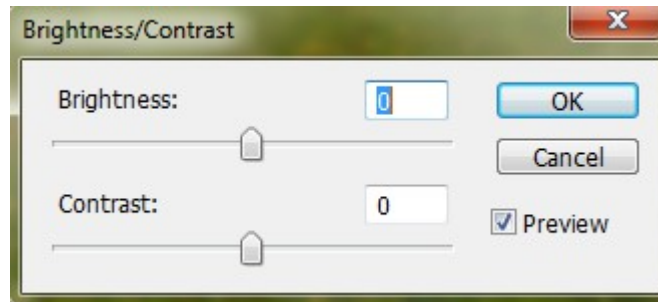 Brightness/Contrast
Brightness: 0
OK
Cancel
Contrast: 0
Preview